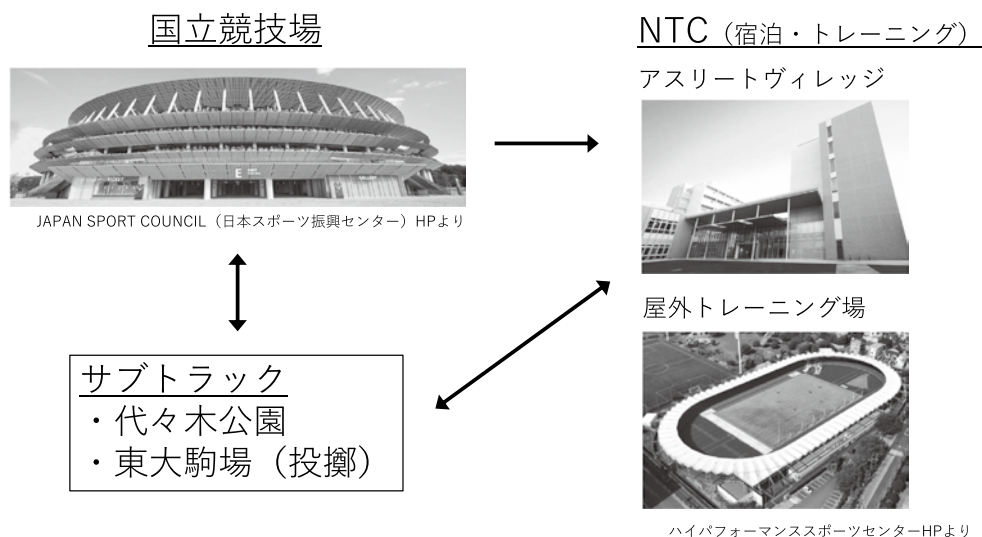 国立競技場
JAPAN SPORT COUNCIL（日本スポーツ振興センター）HPより
サブトラック
・代々木公園
・東大駒場（投擲）
NTC（宿泊・トレーニング）
アスリートヴィレッジ
屋外トレーニング場
ハイパフォーマンススポーツセンターHPより
E